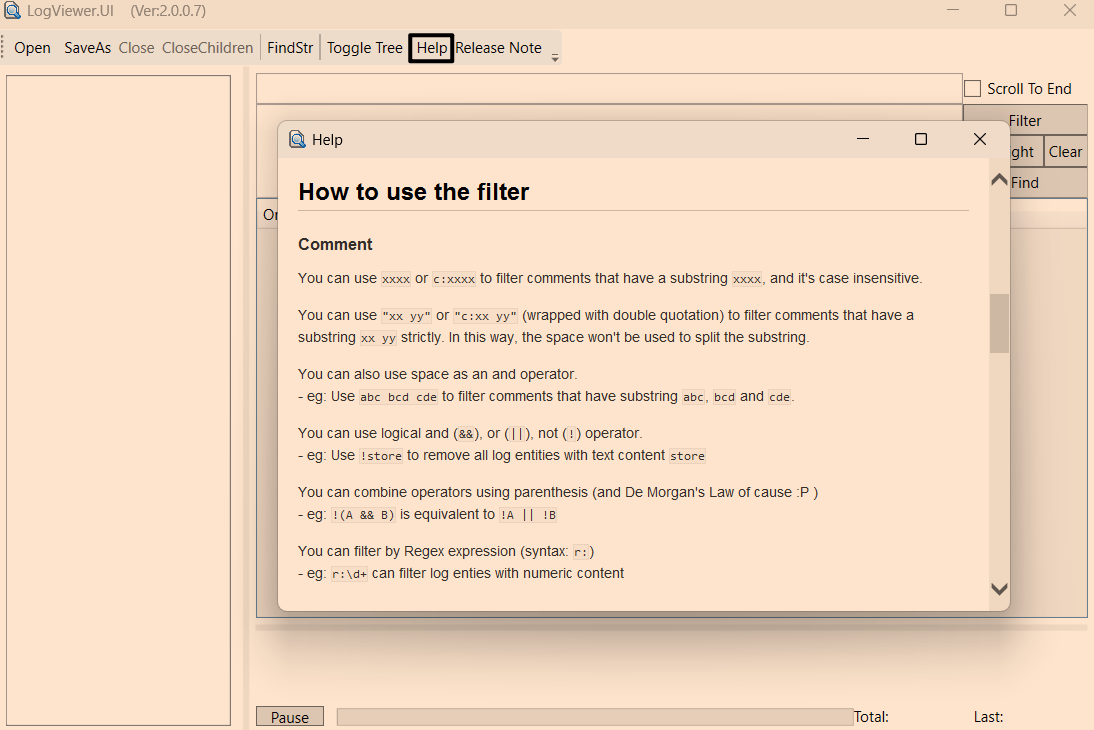 LogViewer.UI (Ver:2.0.0.7)
Open SaveAs Close CloseChildren FindStr Toggle Tree Help Release Note
Scroll To End
Filter
ght Clear
Find
Or
Help
How to use the filter
Comment
You can use xxxx or c:xxxx to filter comments that have a substring xxxx, and it's case insensitive.
You can use "xx yy" or "c:xx yy" (wrapped with double quotation) to filter comments that have a
substring xx yy strictly. In this way, the space won't be used to split the substring.
You can also use space as an and operator.
- eg: Use abc bcd cde to filter comments that have substring abc, bcd and cde.
You can use logical and (&&), or (||), not (!) operator.
- eg: Use !store to remove all log entities with text content store
You can combine operators using parenthesis (and De Morgan's Law of cause :P )
- eg: !(A && B) is equivalent to !A || !B
You can filter by Regex expression (syntax: r:)
- eg: r:\d+ can filter log enties with numeric content
Pause Total: Last: